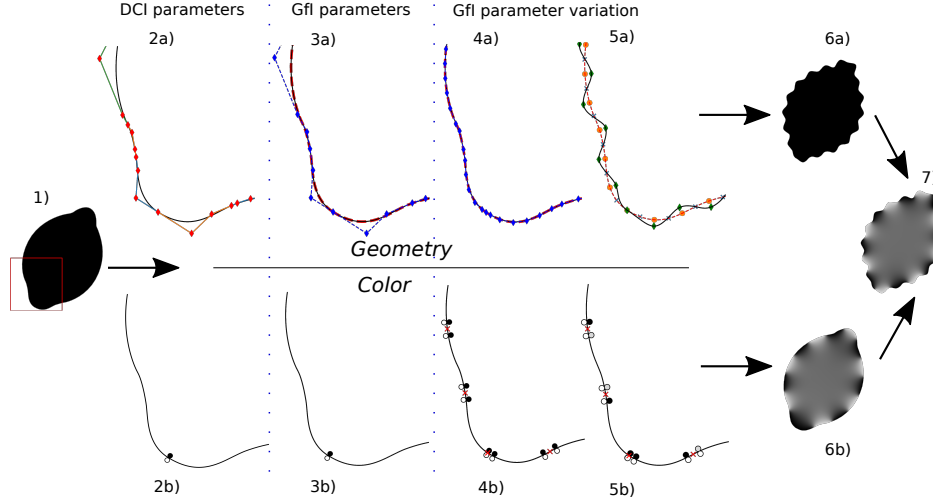 DCI parameters
GfI parameters
GfI parameter variation
2a)
3a)
4a)
5a)
6a)
1)
7)
Geometry
Color
6b)
2b)
3b)
4b)
5b)